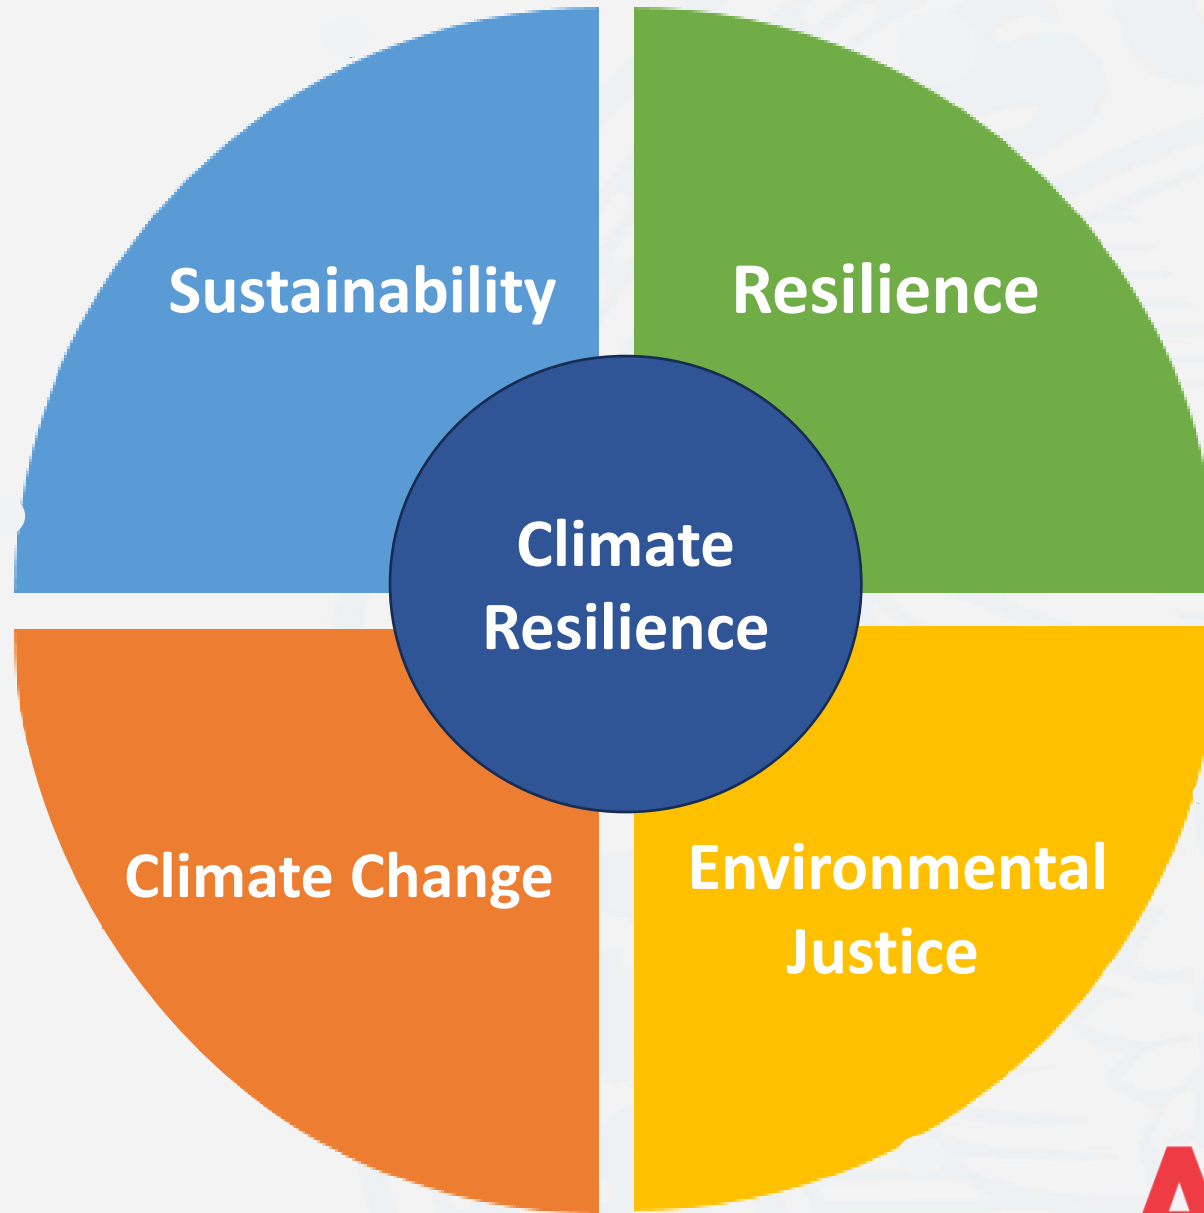 Sustainability
Resilience
Climate
Resilience
Climate Change
Environmental
Justice
A